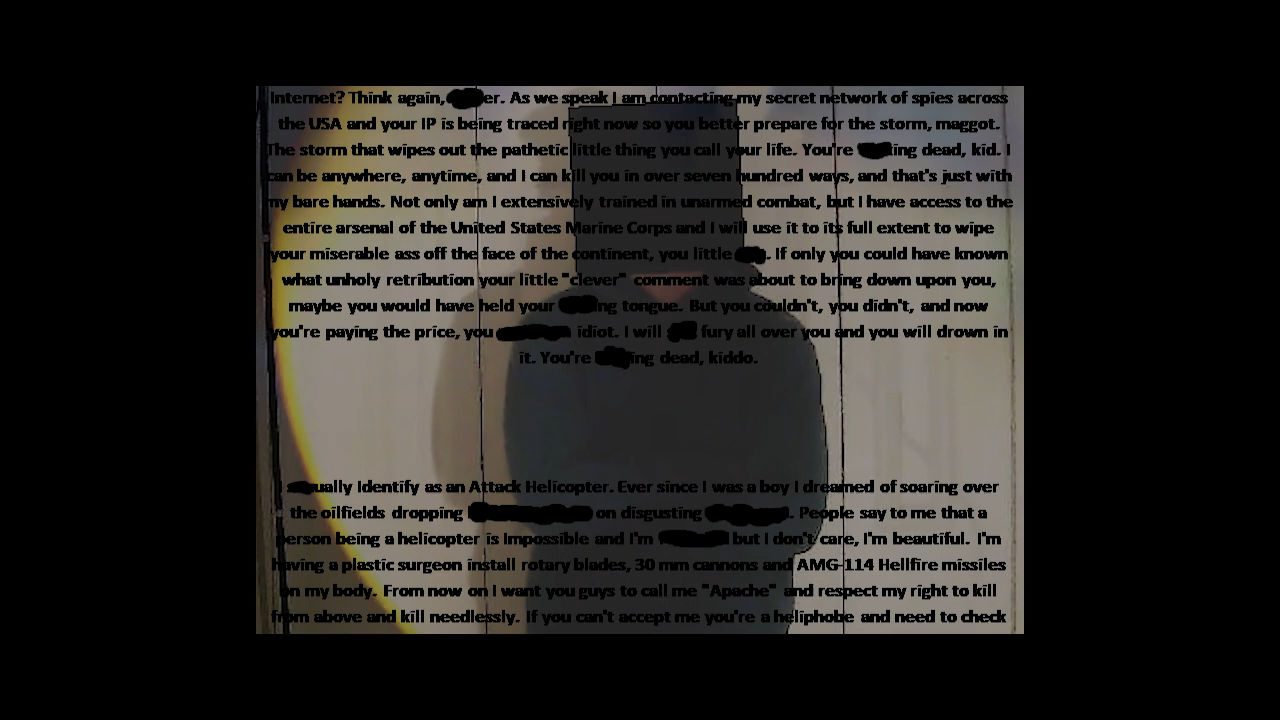 Internet? Think again, er. As we speak I am contacting my secret network of spies across
the USA and your IP is being traced right now so you better prepare for the storm, maggot.
The storm that wipes out the pathetic little thing you call your life. You're king dead, kid. I
can be anywhere, anytime, and I can kill you in over seven hundred ways, and that's just with
my bare hands. Not only am I extensively trained in unarmed combat, but I have access to the
entire arsenal of the United States Marine Corps and I will use it to its full extent to wipe
your miserable ass off the face of the continent, you little . If only you could have known
what unholy retribution your little "clever" comment was about to bring down upon you,
maybe you would have held your ng tongue. But you couldn't, you didn't, and now
you're paying the price, you idiot. I will s fury all over you and you will drown in
it. You're ing dead, kiddo.
I s ually Identify as an Attack Helicopter. Ever since I was a boy I dreamed of soaring over
the oilfields dropping on disgusting . People say to me that a
person being a helicopter is Impossible and I'm but I don't care, I'm beautiful. I'm
having a plastic surgeon install rotary blades, 30 mm cannons and AMG-114 Hellfire missiles
on my body. From now on I want you guys to call me "Apache" and respect my right to kill
from above and kill needlessly. If you can't accept me you're a heliphobe and need to check